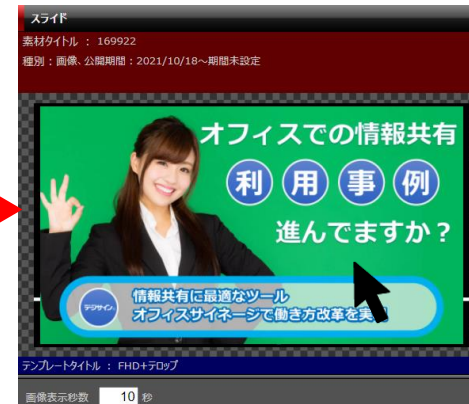 スライド
素材タイトル ： 169922
種別：画像、公開期間：2021/10/18～期間未設定
オフィスでの情報共有
利用事例
進んでますか？
デジサイン
情報共有に最適なツール
オフィスサイネージで働き方改革を実
テンプレートタイトル ： FHD+テロップ
画像表示秒数 10 秒